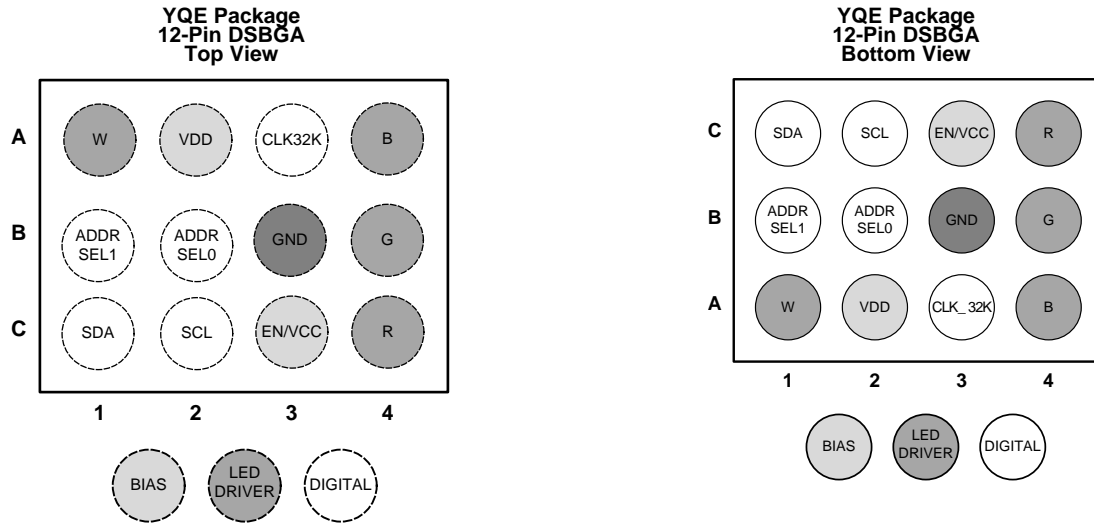 YQE Package
12-Pin DSBGA
Top View
A
W
VDD
CLK32K
B
B
ADDR
SEL1
ADDR
SEL0
GND
G
C
SDA
SCL
EN/VCC
R
1
2
3
4
BIAS
LED
DRIVER
DIGITAL
YQE Package
12-Pin DSBGA
Bottom View
C
SDA
SCL
EN/VCC
R
B
ADDR
SEL1
ADDR
SEL0
GND
G
A
W
VDD
CLK_32K
B
1
2
3
4
BIAS
LED
DRIVER
DIGITAL